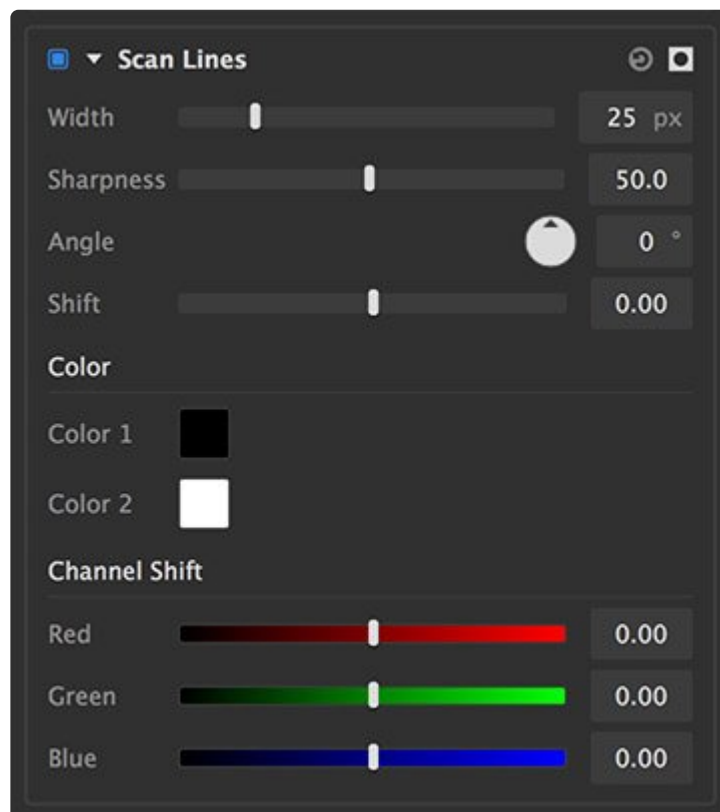 Scan Lines
Width 25 px
Sharpness 50.0
Angle 0 °
Shift 0.00
Color
Color 1
Color 2
Channel Shift
Red 0.00
Green 0.00
Blue 0.00